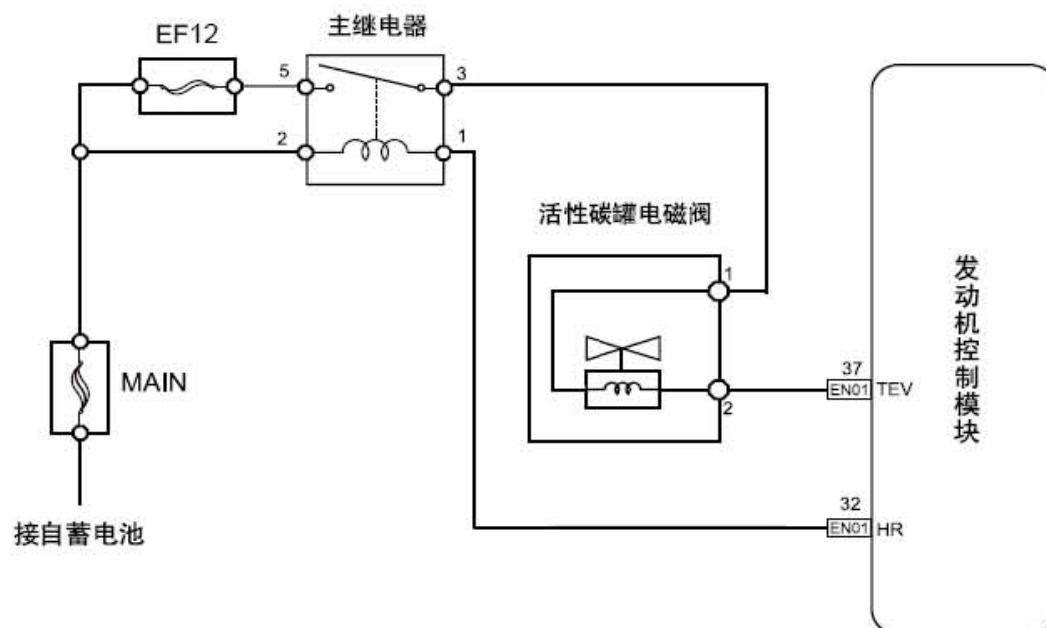 主继电器
EF12
5
3
2
1
活性碳罐电磁阀
1
2
MAIN
接自蓄电池
37
EN01 TEV
32
EN01 HR
发动机控制模块